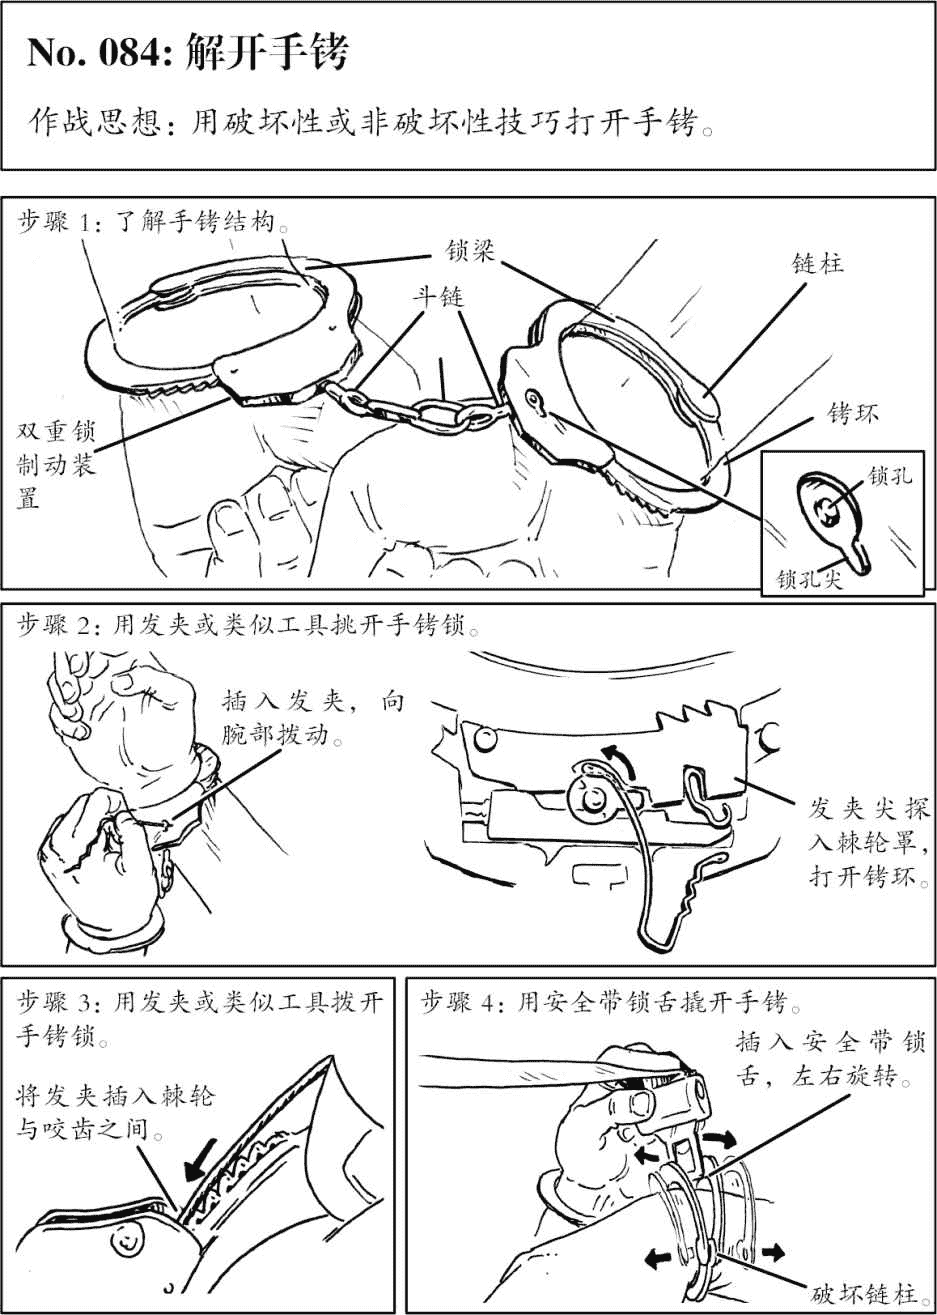 No. 084: 解开手铐
作战思想：用破坏性或非破坏性技巧打开手铐。
步骤 1：了解手铐结构。
锁梁
链柱
斗链
铐环
双重锁
制动装
置
锁孔
锁孔尖
步骤 2：用发夹或类似工具挑开手铐锁。
插入发夹，向
腕部拨动。
发夹尖探
入棘轮罩，
打开铐环。
步骤 3：用发夹或类似工具拨开
手铐锁。
将发夹插入棘轮
与咬齿之间。
步骤 4：用安全带锁舌撬开手铐。
插入安全带锁
舌，左右旋转。
破坏链柱。